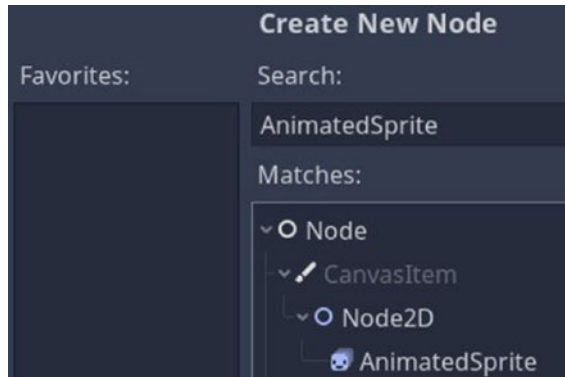 Create New Node
Favorites:
Search:
AnimatedSprite
Matches:
Node
CanvasItem
Node2D
AnimatedSprite